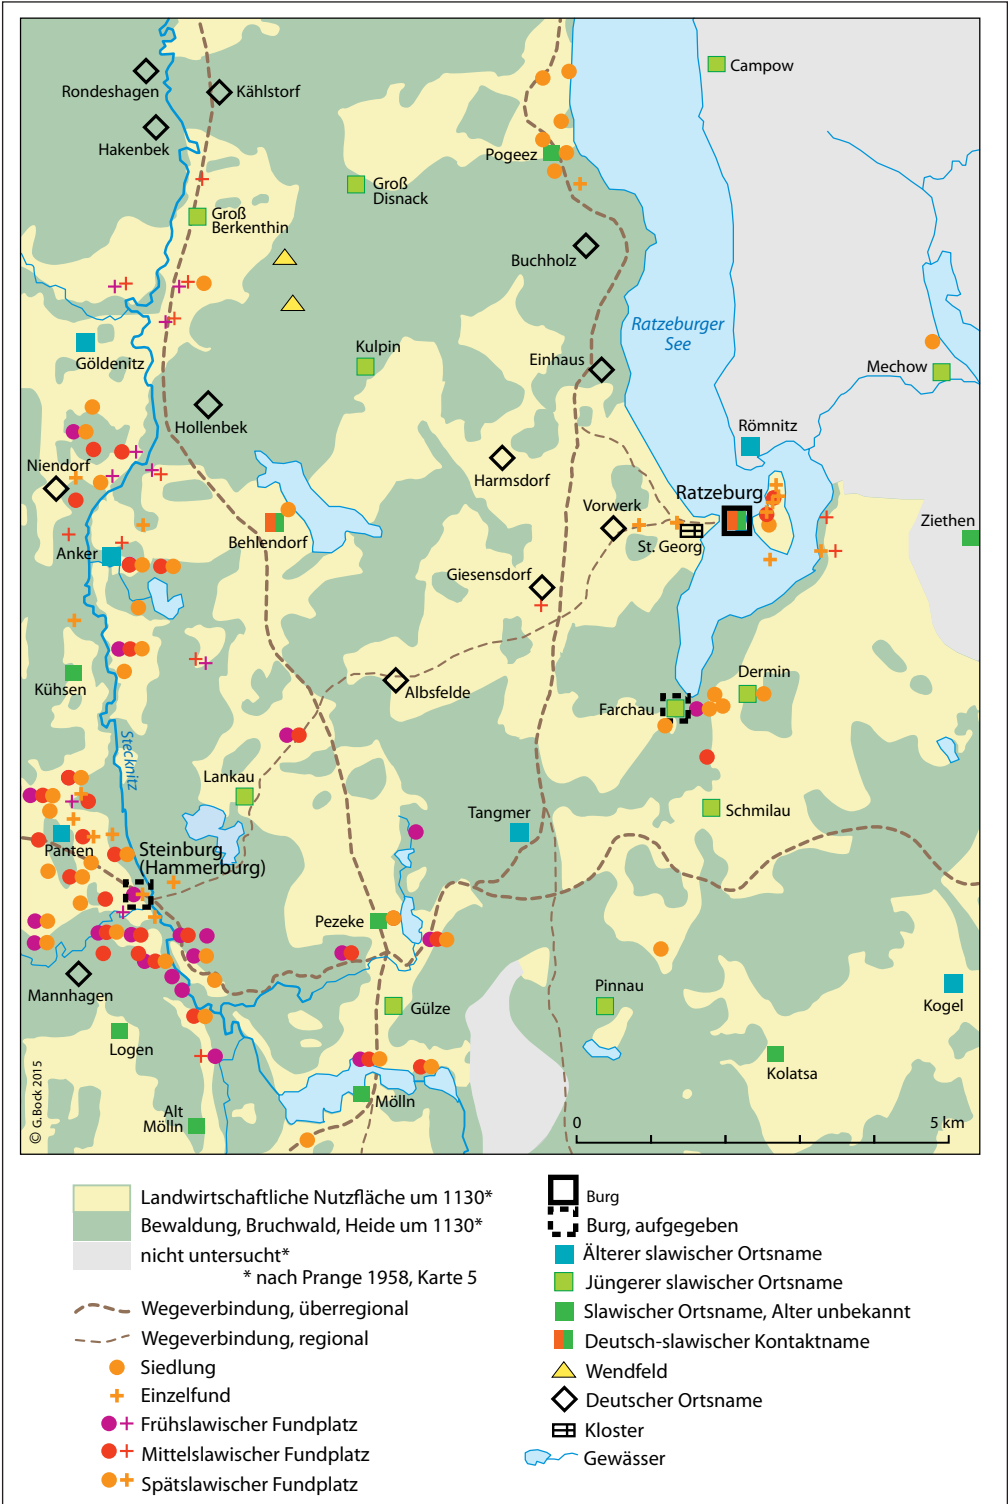 Campow
Rondeshagen
Kählstorf
Hakenbek
Pogeez
Groß
Disnack
Groß
Berkenthin
Buchholz
Ratzeburger
See
Göldenitz
Kulpin
Einhaus
Mechow
Hollenbek
Römnitz
Niendorf
Harmsdorf
Ratzeburg
Vorwerk
Ziethen
Behlendorf
St. Georg
Anker
Giesensdorf
Kühsen
Albsfelde
Dermin
Farchau
Stecknitz
Lankau
Schmilau
Tangmer
Panten
Steinburg
(Hammerburg)
Pezeke
Mannhagen
Pinnau
Kogel
Gülze
Logen
Kolatsa
Mölln
Alt
Mölln
0
5 km
© G.Bock 2015
Landwirtschaftliche Nutzfläche um 1130*
Bewaldung, Bruchwald, Heide um 1130*
nicht untersucht*
* nach Prange 1958, Karte 5
Wegeverbindung, überregional
Wegeverbindung, regional
Siedlung
Einzelfund
Frühslawischer Fundplatz
Mittelslawischer Fundplatz
Spätslawischer Fundplatz
Burg
Burg, aufgegeben
Älterer slawischer Ortsname
Jüngerer slawischer Ortsname
Slawischer Ortsname, Alter unbekannt
Deutsch-slawischer Kontaktname
Wendfeld
Deutscher Ortsname
Kloster
Gewässer